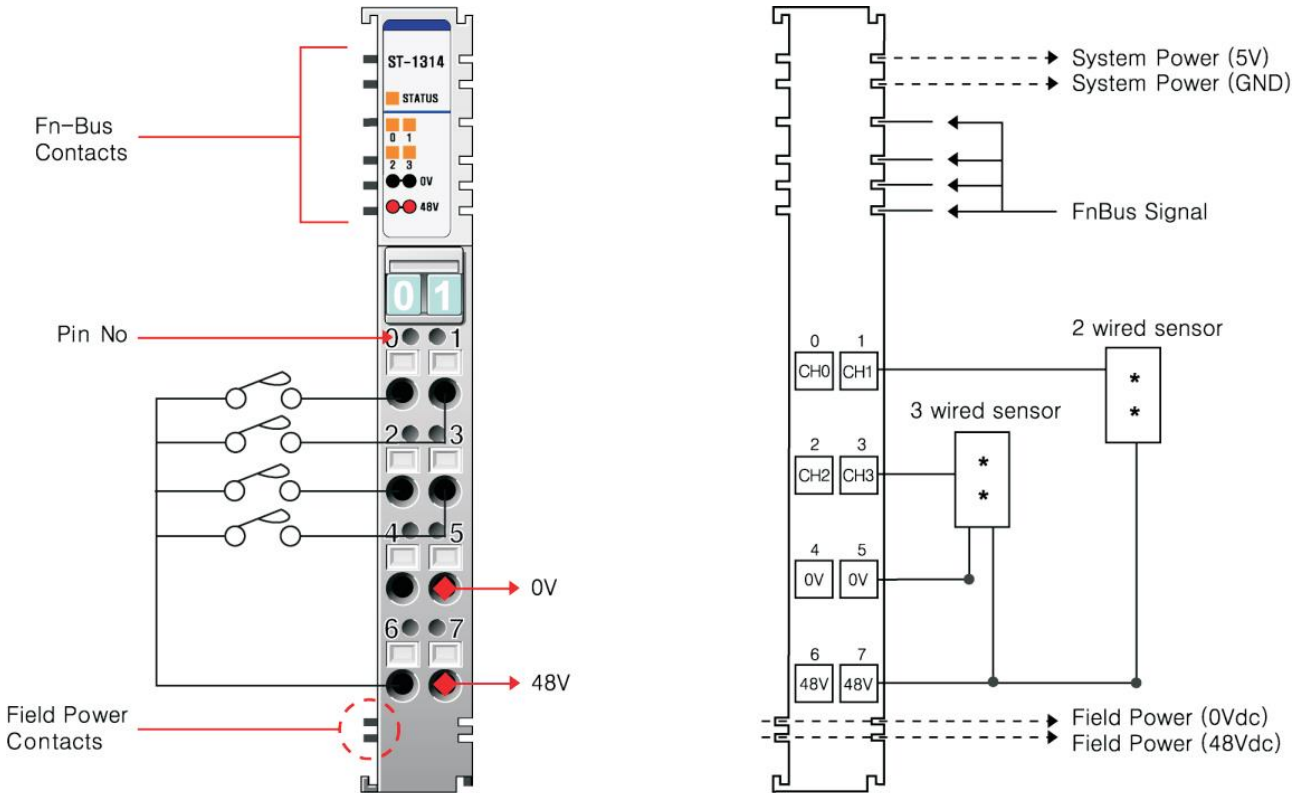 ST-1314
STATUS
0 1
2 3
0V
48V
Fn-Bus
Contacts
01
Pin No
0 1
2 3
4 5
6 7
0V
48V
Field Power
Contacts
System Power (5V)
System Power (GND)
FnBus Signal
2 wired sensor
0 1
CH0 CH1
*
*
3 wired sensor
2 3
CH2 CH3
*
*
4 5
0V 0V
6 7
48V 48V
Field Power (0Vdc)
Field Power (48Vdc)